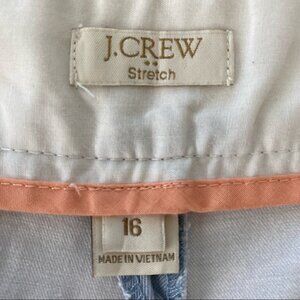 J.CREW
Stretch
16
MADE IN VIETNAM